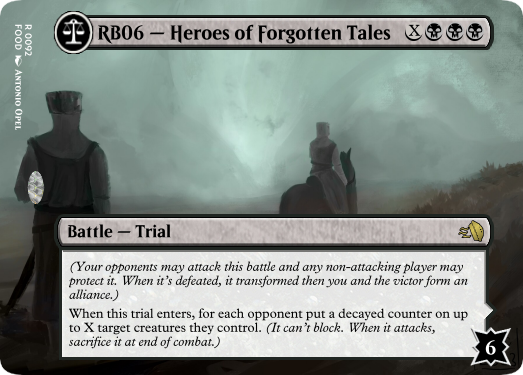 RB06 — Heroes of Forgotten Tales X
R 0092
FOOD Antonio Opel
Battle — Trial
(Your opponents may attack this battle and any non-attacking player may
protect it. When it's defeated, it transformed then you and the victor form an
alliance.)
When this trial enters, for each opponent put a decayed counter on up
to X target creatures they control. (It can't block. When it attacks,
sacrifice it at end of combat.)
6